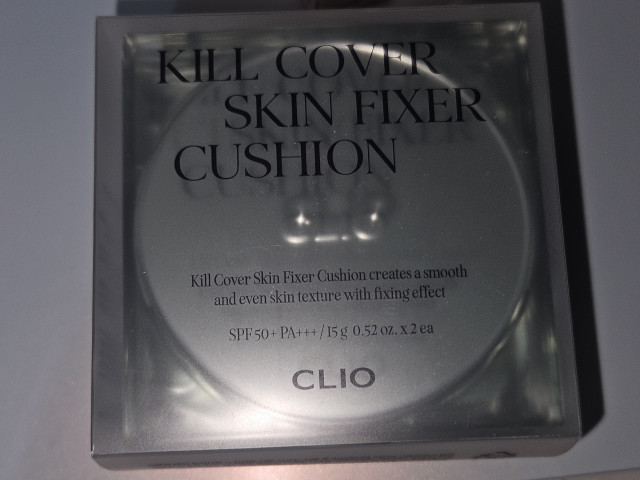 KILL COVER
SKIN FIXER
CUSHION
CLIO
Kill Cover Skin Fixer Cushion creates a smooth
and even skin texture with fixing effect
SPF 50+ PA+++ / 15 g 0.52 oz. x 2 ea
CLIO